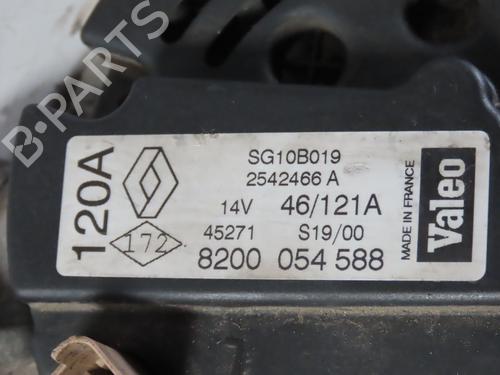 120A
172
SG10B019
2542466 A
14V 46/121A
45271 S19/00
8200 054 588
MADE IN FRANCE
Valeo
B-PARTS